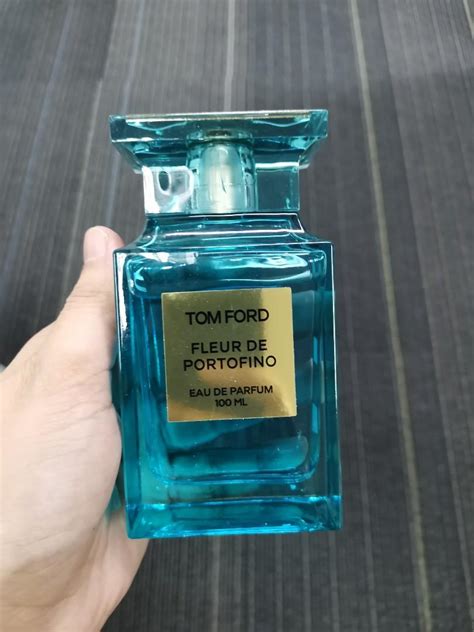 TOM FORD
FLEUR DE
PORTOFINO
EAU DE PARFUM
100 ML